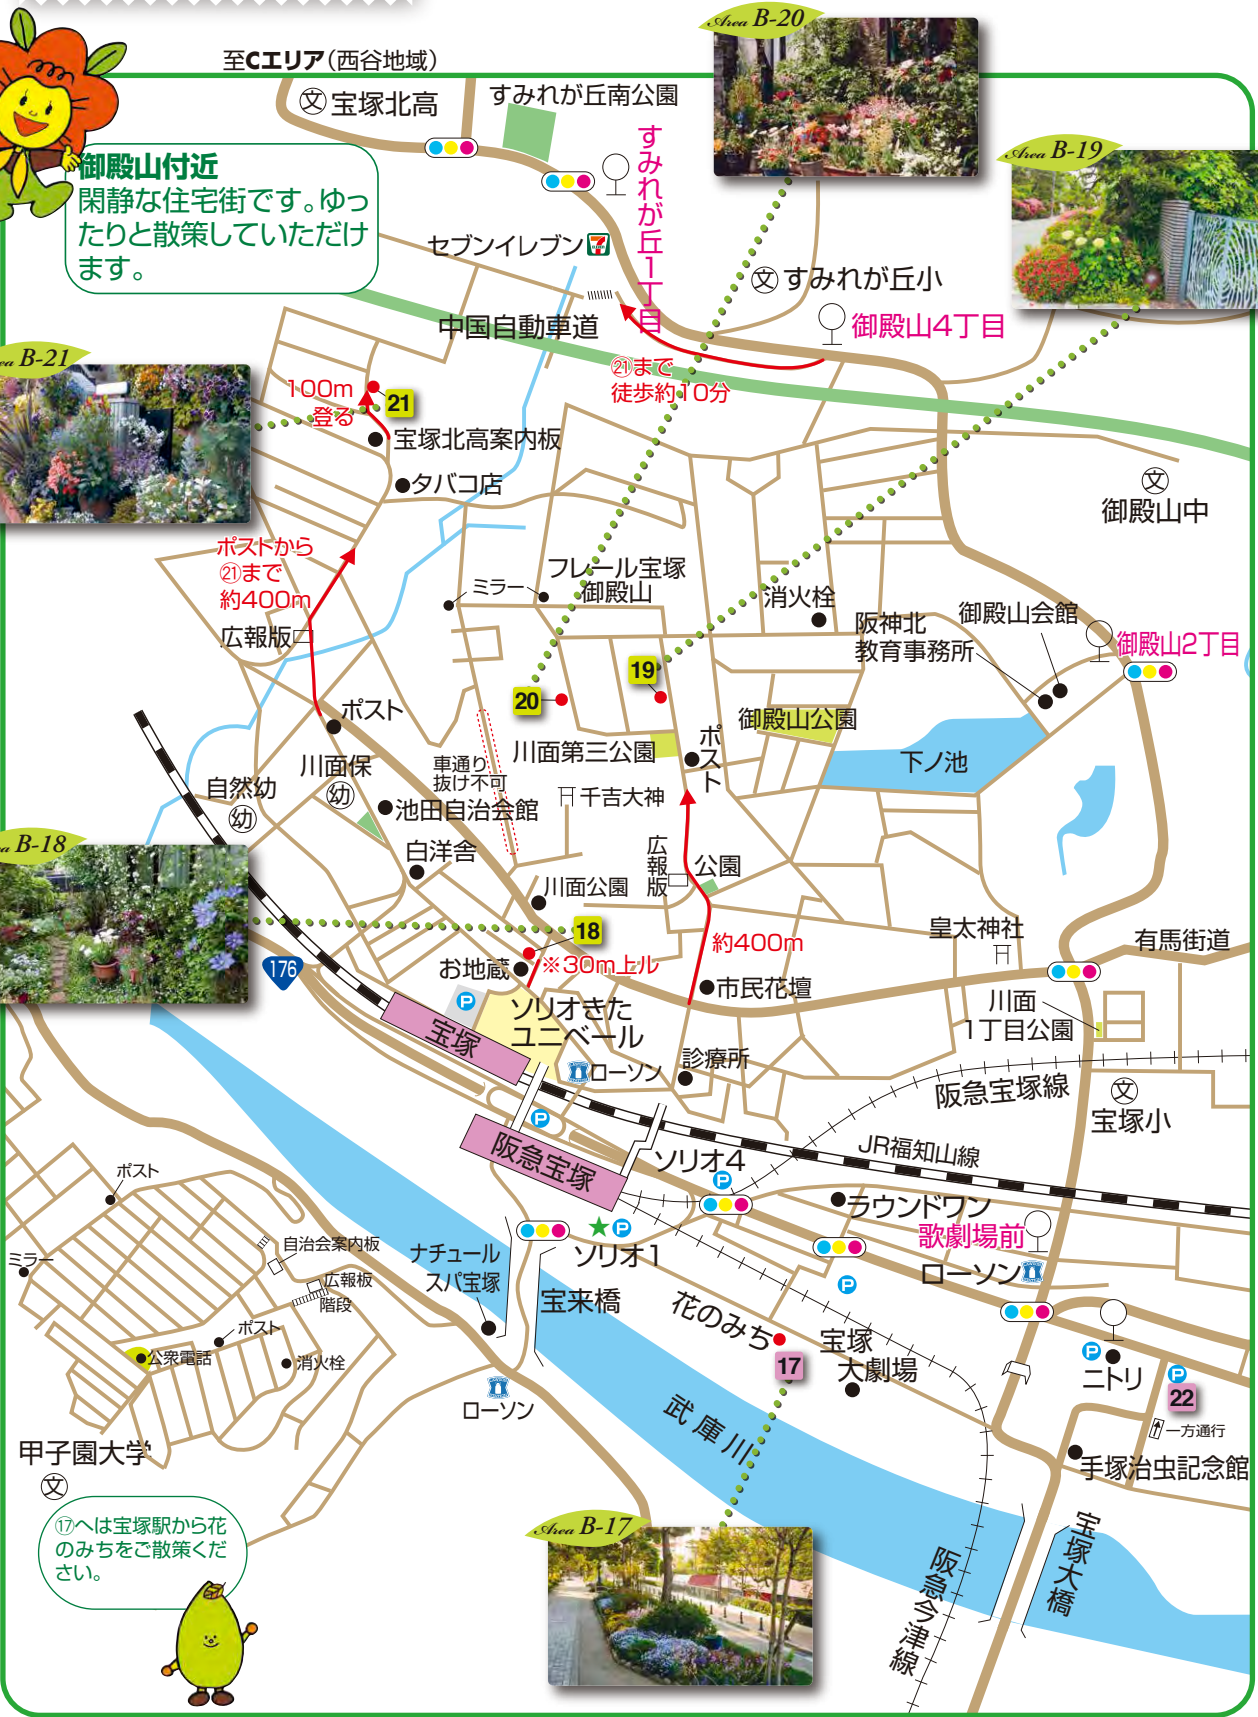 至Cエリア(西谷地域)
文 宝塚北高
すみれが丘南公園
Area B-20
Area B-19
御殿山付近
閑静な住宅街です。ゆっ
たりと散策していただけ
ます。
すみれが丘1丁目
セブンイレブン
文 すみれが丘小
中国自動車道
御殿山4丁目
㉑まで
徒歩約10分
B-21
100m
登る
21
宝塚北高案内板
タバコ店
文
御殿山中
ポストから
㉑まで
約400m
広報版
ミラー
フレール宝塚
御殿山
消火栓
阪神北
教育事務所
御殿山会館
御殿山2丁目
19
20
ポスト
川面第三公園
ポスト
御殿山公園
下ノ池
車通り
抜け不可
川面保
幼
自然幼
幼
池田自治会館
千吉大神
B-18
白洋舎
広報版
公園
川面公園
18
※30m上ル
お地蔵
約400m
市民花壇
皇太神社
有馬街道
176
P
宝塚
ソリオきた
ユニベール
川面
1丁目公園
ローソン
診療所
阪急宝塚線
文
宝塚小
P
阪急宝塚
ソリオ4
P
JR福知山線
ポスト
ラウンドワン
歌劇場前
自治会案内板
ミラー
広報板
階段
ナチュール
スパ宝塚
P
ソリオ1
宝来橋
P
ローソン
ポスト
公衆電話
消火栓
花のみち
17
宝塚
大劇場
P
ニトリ
P
22
一方通行
ローソン
武庫川
甲子園大学
文
手塚治虫記念館
⑰へは宝塚駅から花
のみちをご散策くだ
さい。
Area B-17
宝塚大橋
阪急今津線